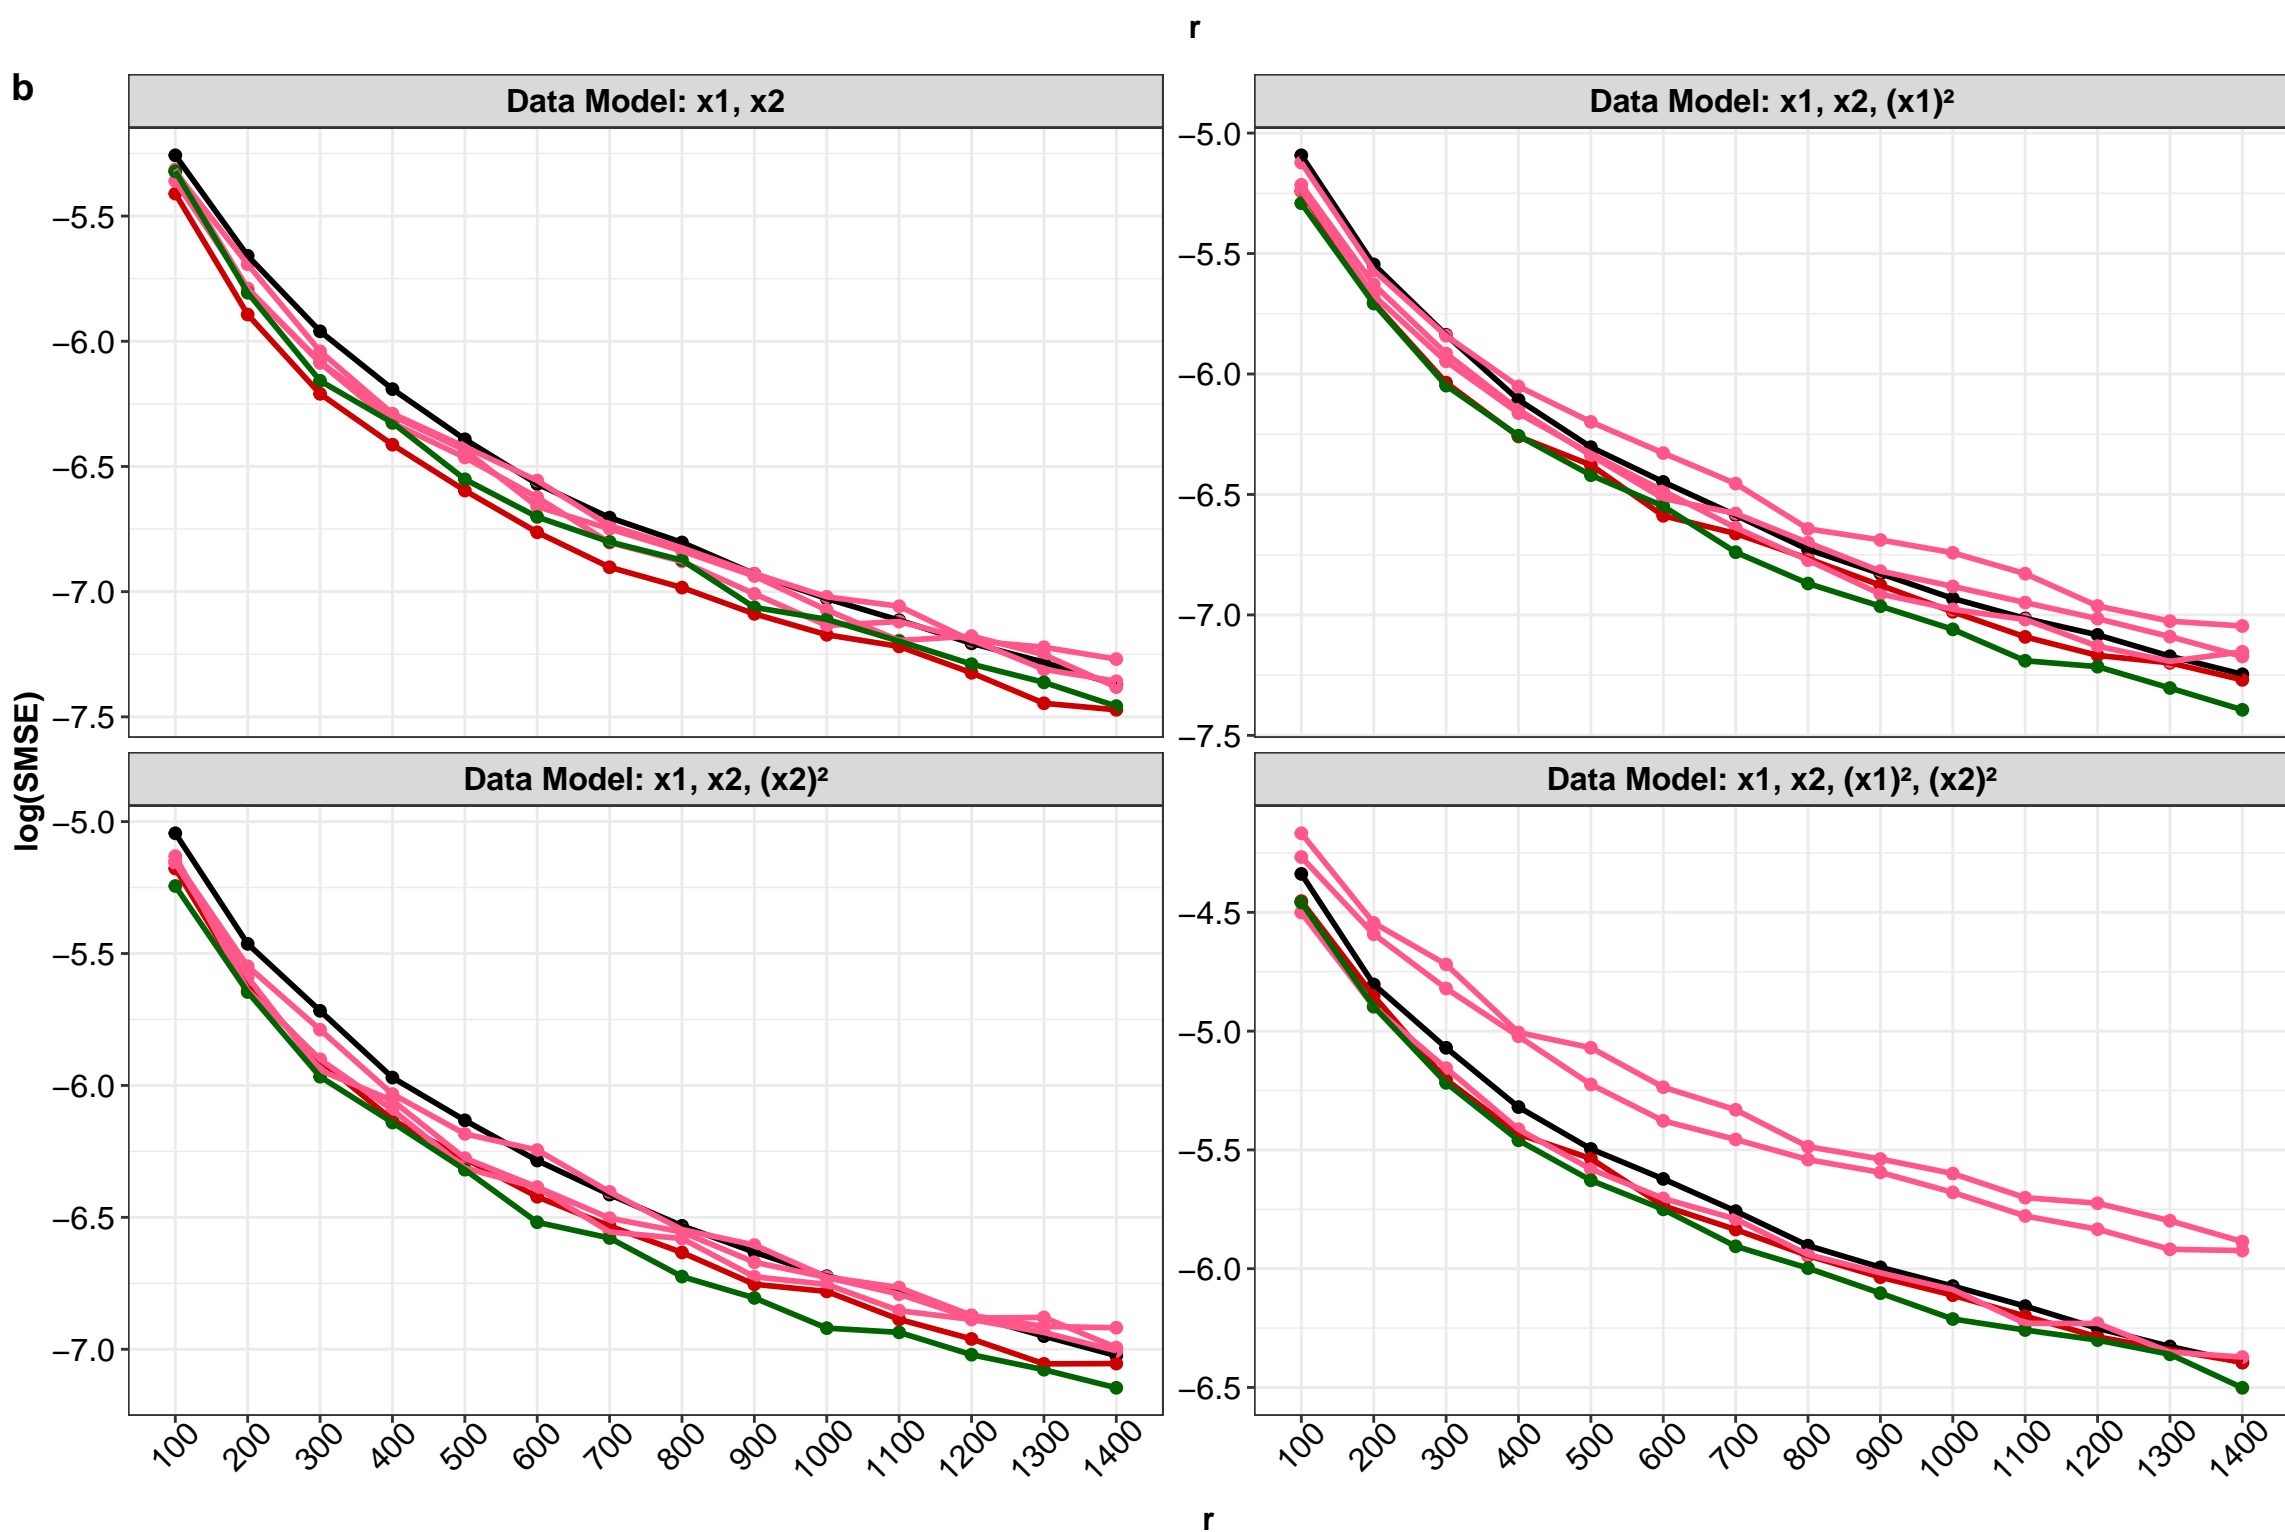 r
b
Data Model: x1, x2
Data Model: x1, x2, (x1)²
−5.5
−6.0
−6.5
−7.0
−7.5
−5.0
−5.5
−6.0
−6.5
−7.0
−7.5
log(SMSE)
Data Model: x1, x2, (x2)²
Data Model: x1, x2, (x1)², (x2)²
−5.0
−5.5
−6.0
−6.5
−7.0
−4.5
−5.0
−5.5
−6.0
−6.5
100 200 300 400 500 600 700 800 900 1000 1100 1200 1300 1400
100 200 300 400 500 600 700 800 900 1000 1100 1200 1300 1400
r